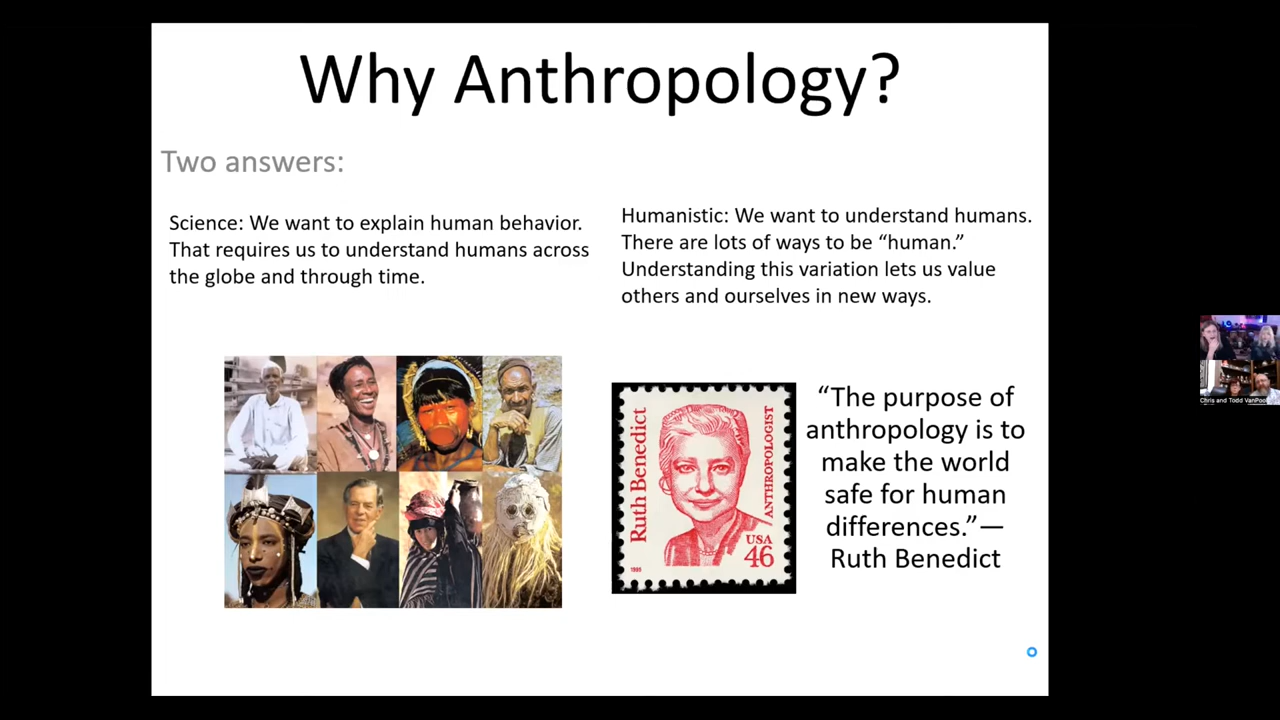 Why Anthropology?
Two answers:
Science: We want to explain human behavior.
That requires us to understand humans across
the globe and through time.
Humanistic: We want to understand humans.
There are lots of ways to be “human.”
Understanding this variation lets us value
others and ourselves in new ways.
Ruth Benedict
ANTHROPOLOGIST
USA
46
1995
“The purpose of
anthropology is to
make the world
safe for human
differences.”—
Ruth Benedict
Chris and Todd VanPool